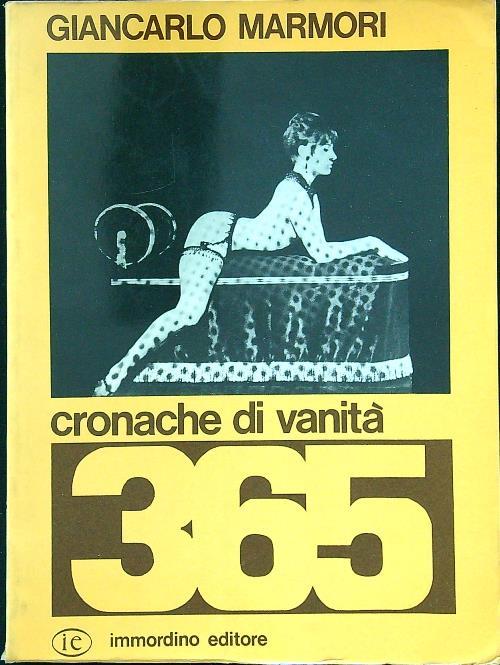 GIANCARLO MARMORI
cronache di vanità
365
ie immordino editore